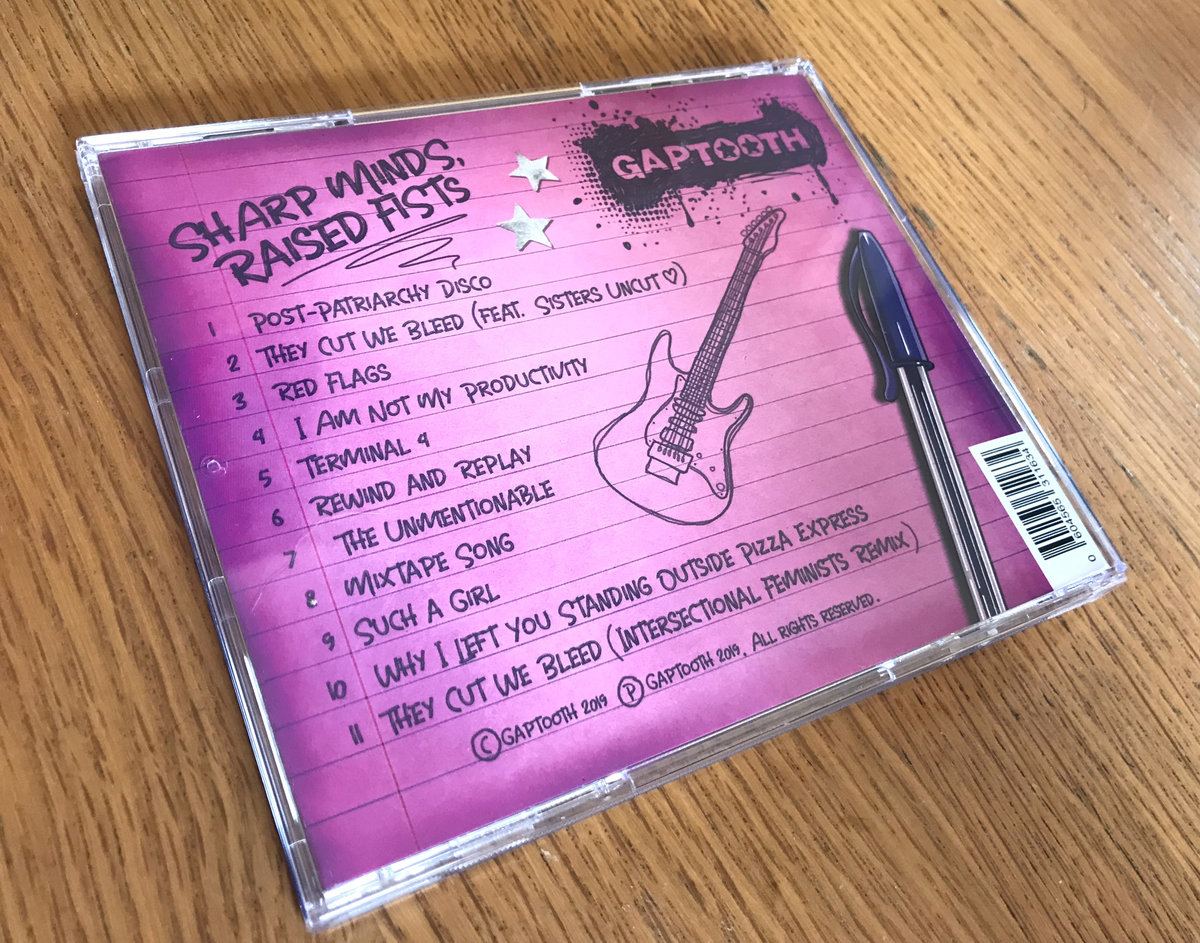 SHARP MINDS,
RAISED FISTS
GAPTOOTH
1 POST-PATRIARCHY DISCO
2 THEY CUT WE BLEED (FEAT. SISTERS UNCUT ♡)
3 RED FLAGS
4 I AM NOT MY PRODUCTIVITY
5 TERMINAL 4
6 REWIND AND REPLAY
7 THE UNMENTIONABLE
8 MIXTAPE SONG
9 SUCH A GIRL
10 WHY I LEFT YOU STANDING OUTSIDE PIZZA EXPRESS
11 THEY CUT WE BLEED (INTERSECTIONAL FEMINISTS REMIX)
Ⓒ GAPTOOTH 2019 Ⓟ GAPTOOTH 2019. ALL RIGHTS RESERVED.
0 604565 311634